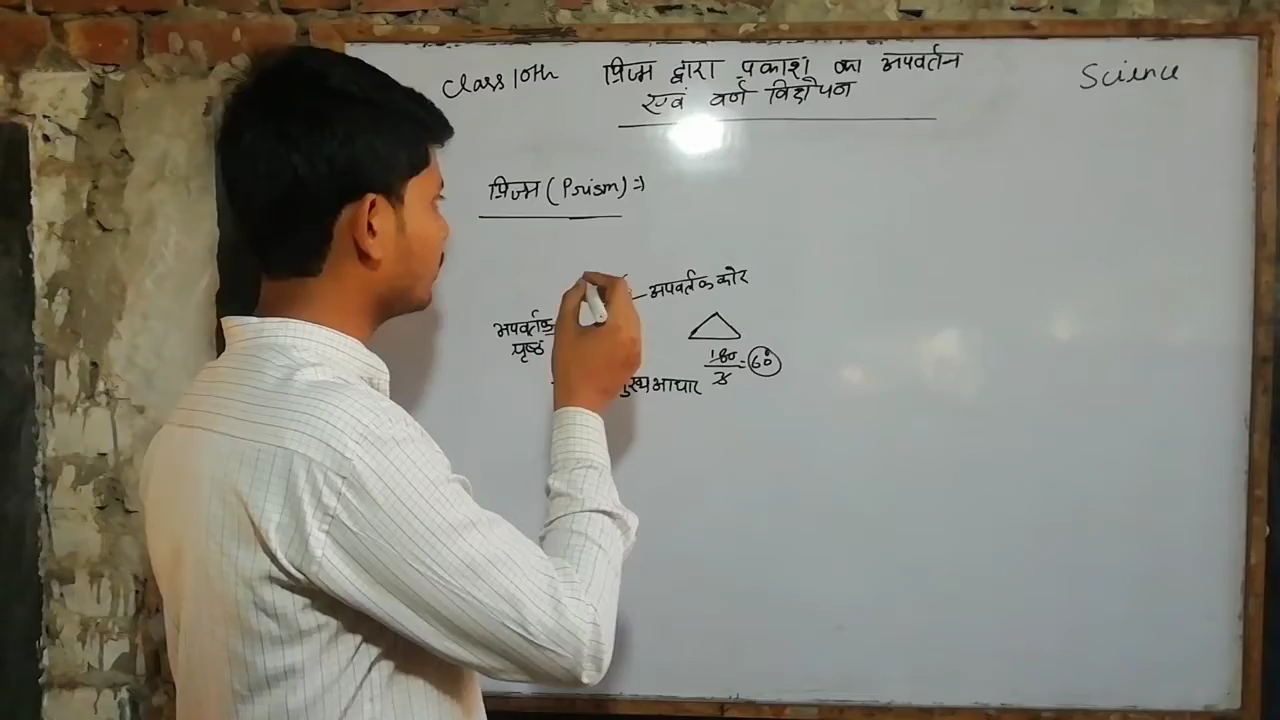 Class 10th
प्रिज्म द्वारा प्रकाश का अपवर्तन
एवं वर्ण विक्षेपण
Science
प्रिज्म (Prism) ⇒
अपवर्तक कोर
अपवर्तक
पृष्ठ
180/3 = 60°
मुख्य आधार